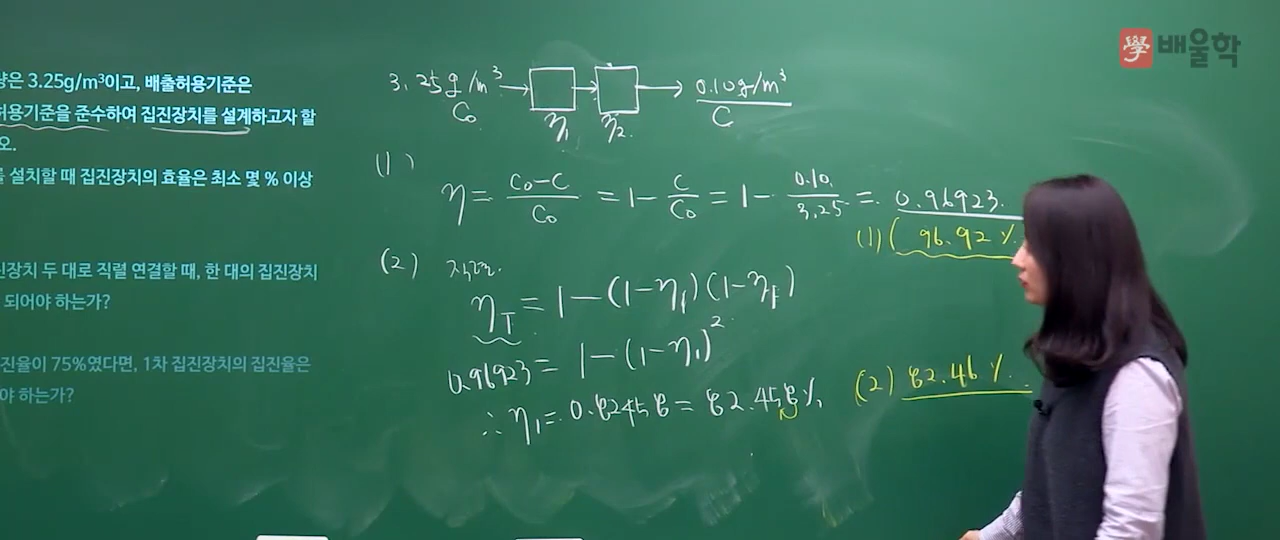 學 배울학
량은 3.25g/m³이고, 배출허용기준은
허용기준을 준수하여 집진장치를 설계하고자 할
오.
를 설치할 때 집진장치의 효율은 최소 몇 % 이상
진장치 두 대로 직렬 연결할 때, 한 대의 집진장치
되어야 하는가?
진율이 75%였다면, 1차 집진장치의 집진율은
야 하는가?
3.25g/m³ → □ → □ → 0.10g/m³
C₀ η₁ η₂ C
(1)
η = (C₀-C)/C₀ = 1 - C/C₀ = 1 - 0.10/3.25 = 0.96923.
(1) 96.92 %.
(2) 직렬.
η_T = 1-(1-η₁)(1-η₁)
0.96923 = 1-(1-η₁)²
∴ η₁ = 0.82458 = 82.458%
(2) 82.46 %.